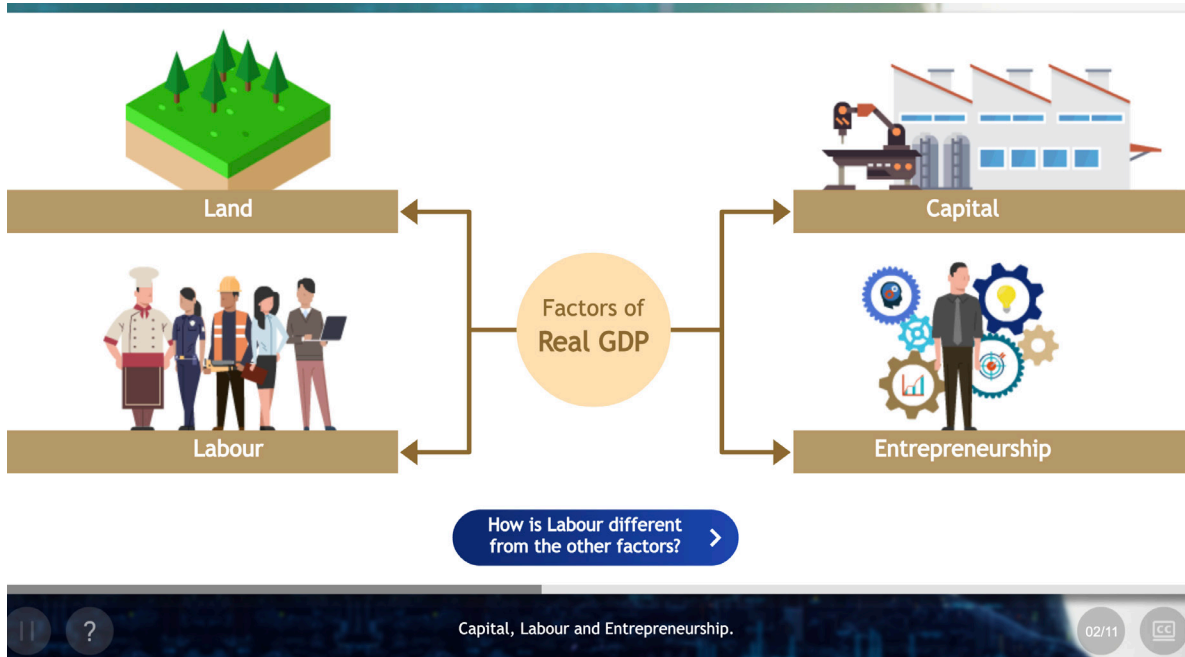 Land
Capital
Factors of
Real GDP
Labour
Entrepreneurship
How is Labour different
from the other factors?
?
Capital, Labour and Entrepreneurship.
02/11
CC